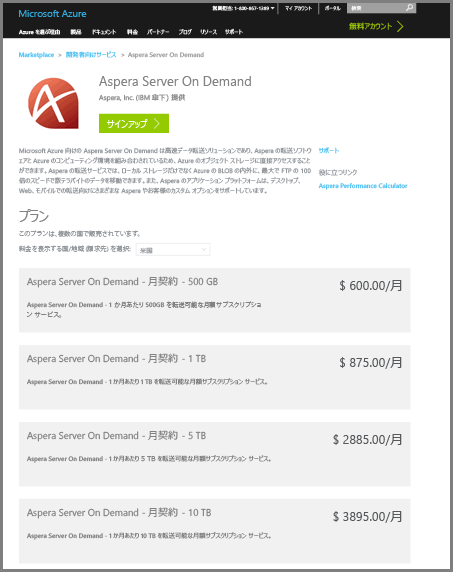 Microsoft Azure
営業担当: 1-800-867-1389 マイ アカウント ポータル 検索
Azure を選ぶ理由 製品 ドキュメント 料金 パートナー ブログ リソース サポート
無料アカウント
Marketplace > 開発者向けサービス > Aspera Server On Demand
Aspera Server On Demand
Aspera, Inc. (IBM 傘下) 提供
サインアップ
Microsoft Azure 向けの Aspera Server On Demand は高速データ転送ソリューションであり、Aspera の転送ソフトウ
ェアと Azure のコンピューティング環境を組み合わされているため、Azure のオブジェクト ストレージに直接アクセスすること
ができます。Aspera の転送サービスでは、ローカル ストレージだけでなく Azure の BLOB の内外に、最大で FTP の 100
倍のスピードで数テラバイトのデータを移動できます。また、Aspera のアプリケーション プラットフォームは、デスクトップ、
Web、モバイルでの転送向けにさまざまな Aspera やお客様のカスタム オプションをサポートしています。
サポート
役に立つリンク
Aspera Performance Calculator
プラン
このプランは、複数の国で販売されています。
料金を表示する国/地域 (請求先) を選択: 米国
Aspera Server On Demand - 月契約 - 500 GB
$ 600.00/月
Aspera Server On Demand - 1 か月あたり 500GB を転送可能な月額サブスクリプショ
ン サービス。
Aspera Server On Demand - 月契約 - 1 TB
$ 875.00/月
Aspera Server On Demand - 1 か月あたり 1 TB を転送可能な月額サブスクリプション サービス。
Aspera Server On Demand - 月契約 - 5 TB
$ 2885.00/月
Aspera Server On Demand - 1 か月あたり 5 TB を転送可能な月額サブスクリプション サービス。
Aspera Server On Demand - 月契約 - 10 TB
$ 3895.00/月
Aspera Server On Demand - 1 か月あたり 10 TB を転送可能な月額サブスクリプション サービス。